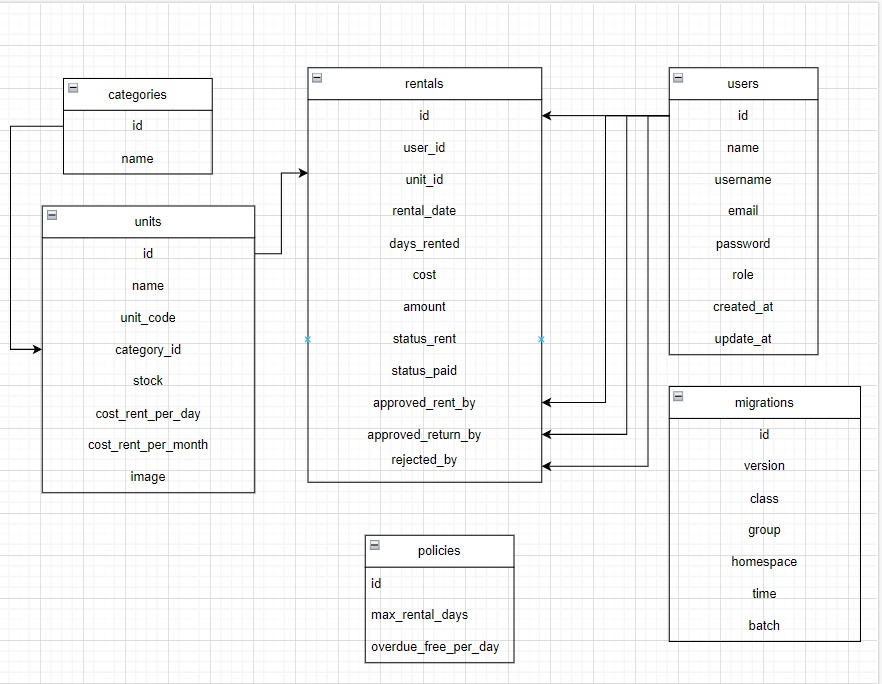 categories
id
name
units
id
name
unit_code
category_id
stock
cost_rent_per_day
cost_rent_per_month
image
rentals
id
user_id
unit_id
rental_date
days_rented
cost
amount
status_rent
status_paid
approved_rent_by
approved_return_by
rejected_by
policies
id
max_rental_days
overdue_free_per_day
users
id
name
username
email
password
role
created_at
update_at
migrations
id
version
class
group
homespace
time
batch